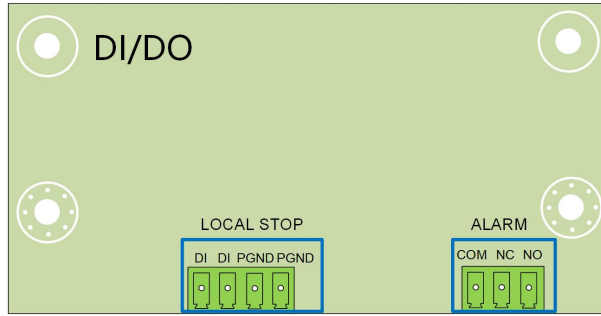 DI/DO
LOCAL STOP
DI DI PGND PGND
ALARM
COM NC NO